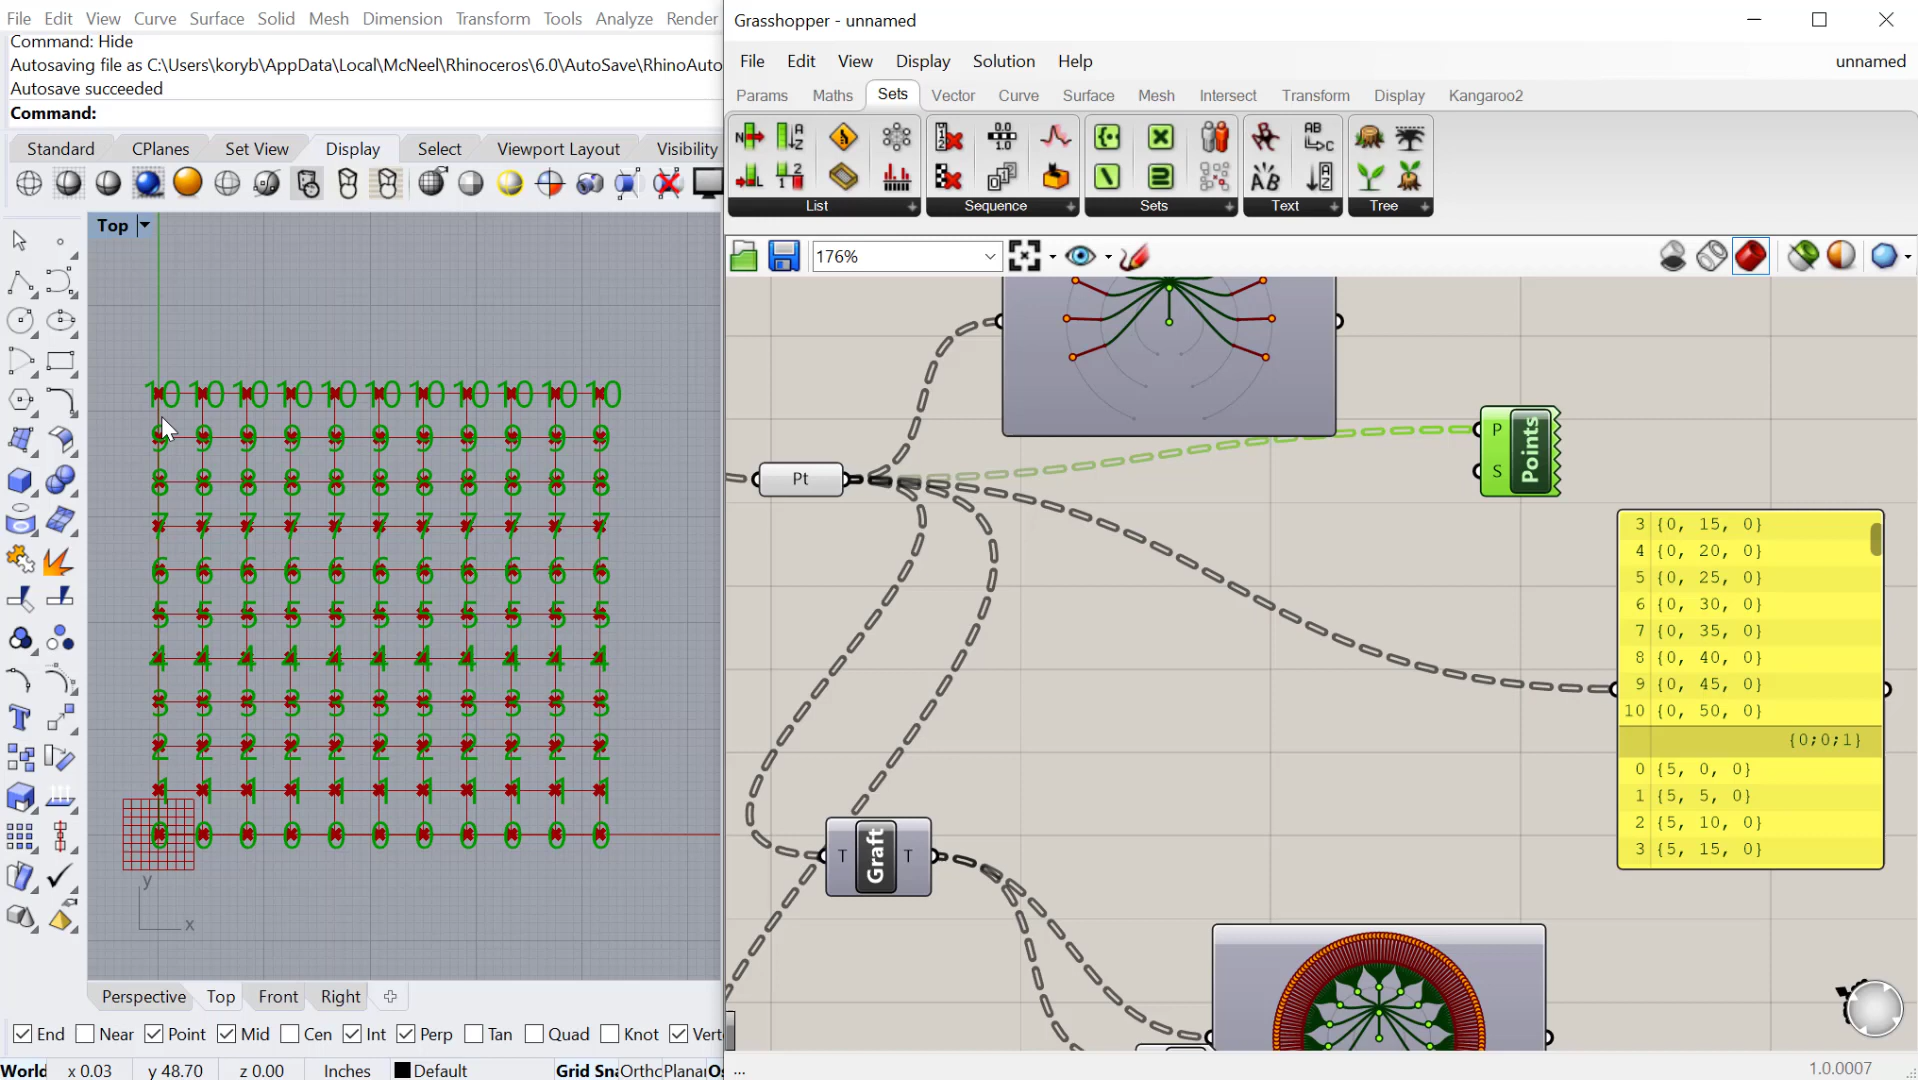 File Edit View Curve Surface Solid Mesh Dimension Transform Tools Analyze Render
Command: Hide
Autosaving file as C:\Users\koryb\AppData\Local\McNeel\Rhinoceros\6.0\AutoSave\RhinoAuto
Autosave succeeded
Command:
Standard CPlanes Set View Display Select Viewport Layout Visibility
Top
10 10 10 10 10 10 10 10 10 10 10
9 9 9 9 9 9 9 9 9 9 9
8 8 8 8 8 8 8 8 8 8 8
7 7 7 7 7 7 7 7 7 7 7
6 6 6 6 6 6 6 6 6 6 6
5 5 5 5 5 5 5 5 5 5 5
4 4 4 4 4 4 4 4 4 4 4
3 3 3 3 3 3 3 3 3 3 3
2 2 2 2 2 2 2 2 2 2 2
1 1 1 1 1 1 1 1 1 1 1
0 0 0 0 0 0 0 0 0 0 0
y
x
Perspective Top Front Right
End Near Point Mid Cen Int Perp Tan Quad Knot Vert
World x 0.03 y 48.70 z 0.00 Inches Default Grid Sna Ortho Planar Os
Grasshopper - unnamed
File Edit View Display Solution Help unnamed
Params Maths Sets Vector Curve Surface Mesh Intersect Transform Display Kangaroo2
List Sequence Sets Text Tree
176%
Pt
P Points
S
T Graft T
3 {0, 15, 0}
4 {0, 20, 0}
5 {0, 25, 0}
6 {0, 30, 0}
7 {0, 35, 0}
8 {0, 40, 0}
9 {0, 45, 0}
10 {0, 50, 0}
{0;0;1}
0 {5, 0, 0}
1 {5, 5, 0}
2 {5, 10, 0}
3 {5, 15, 0}
... 1.0.0007